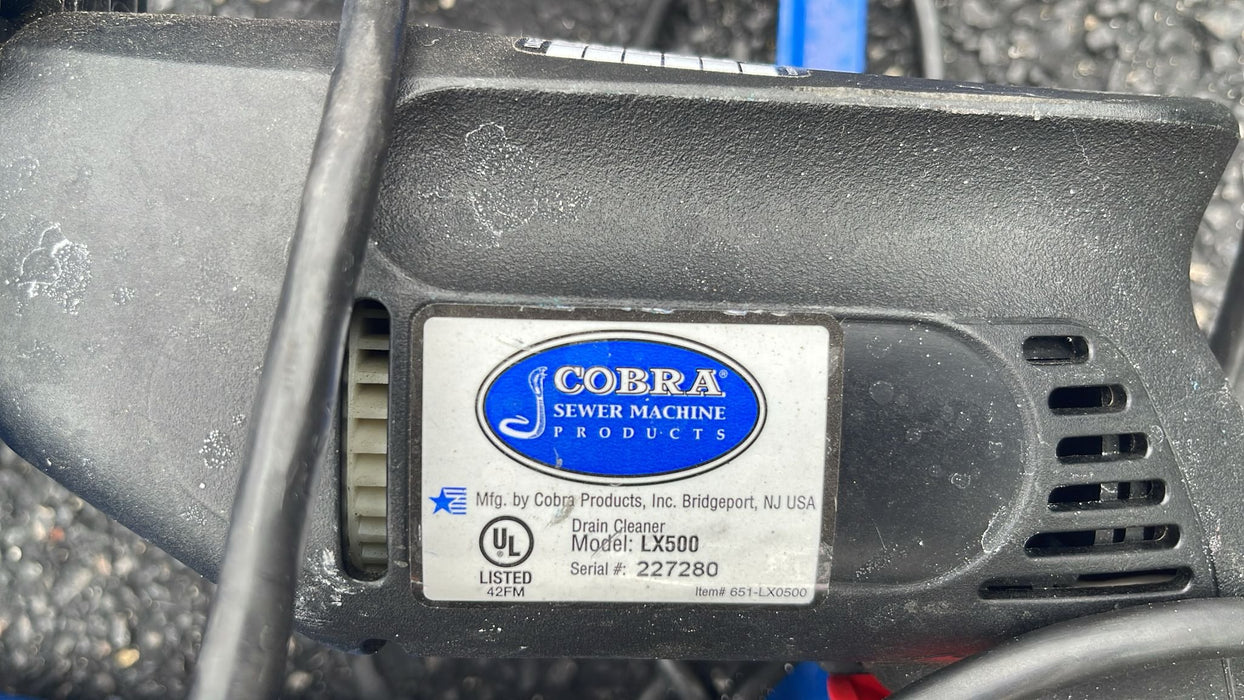 COBRA®
SEWER MACHINE
PRODUCTS
Mfg. by Cobra Products, Inc. Bridgeport, NJ USA
UL®
LISTED
42FM
Drain Cleaner
Model: LX500
Serial #: 227280
Item# 651-LX0500